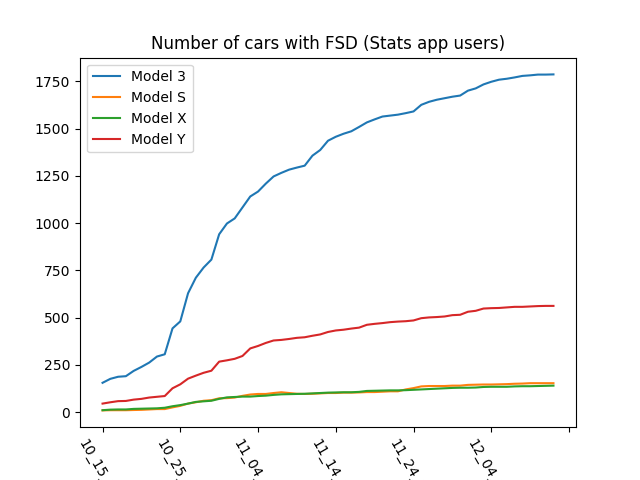 Number of cars with FSD (Stats app users)
Model 3
Model S
Model X
Model Y
1750
1500
1250
1000
750
500
250
0
10_15
10_25
11_04
11_14
11_24
12_04